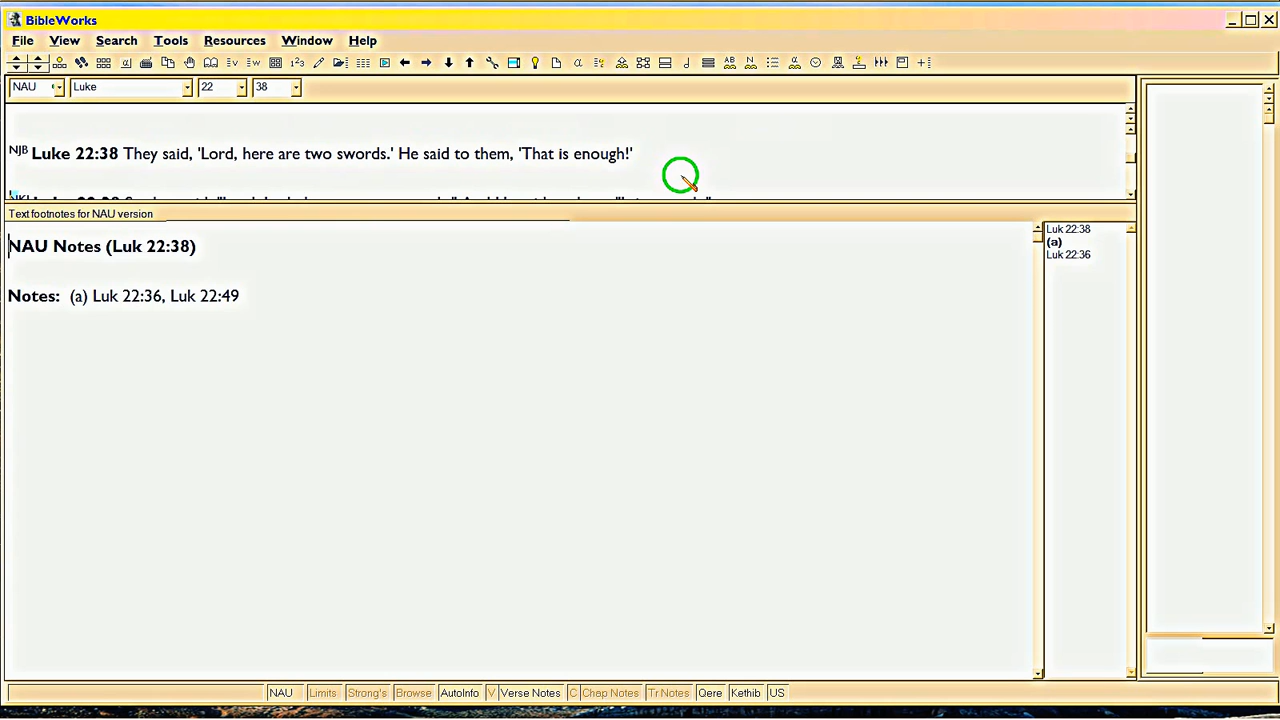 BibleWorks
File View Search Tools Resources Window Help
NAU Luke 22 38
NJB Luke 22:38 They said, 'Lord, here are two swords.' He said to them, 'That is enough!'
Text footnotes for NAU version
NAU Notes (Luk 22:38)
Notes: (a) Luk 22:36, Luk 22:49
Luk 22:38
(a)
Luk 22:36
NAU Limits Strong's Browse AutoInfo V Verse Notes C Chap Notes Tr Notes Qere Kethib US